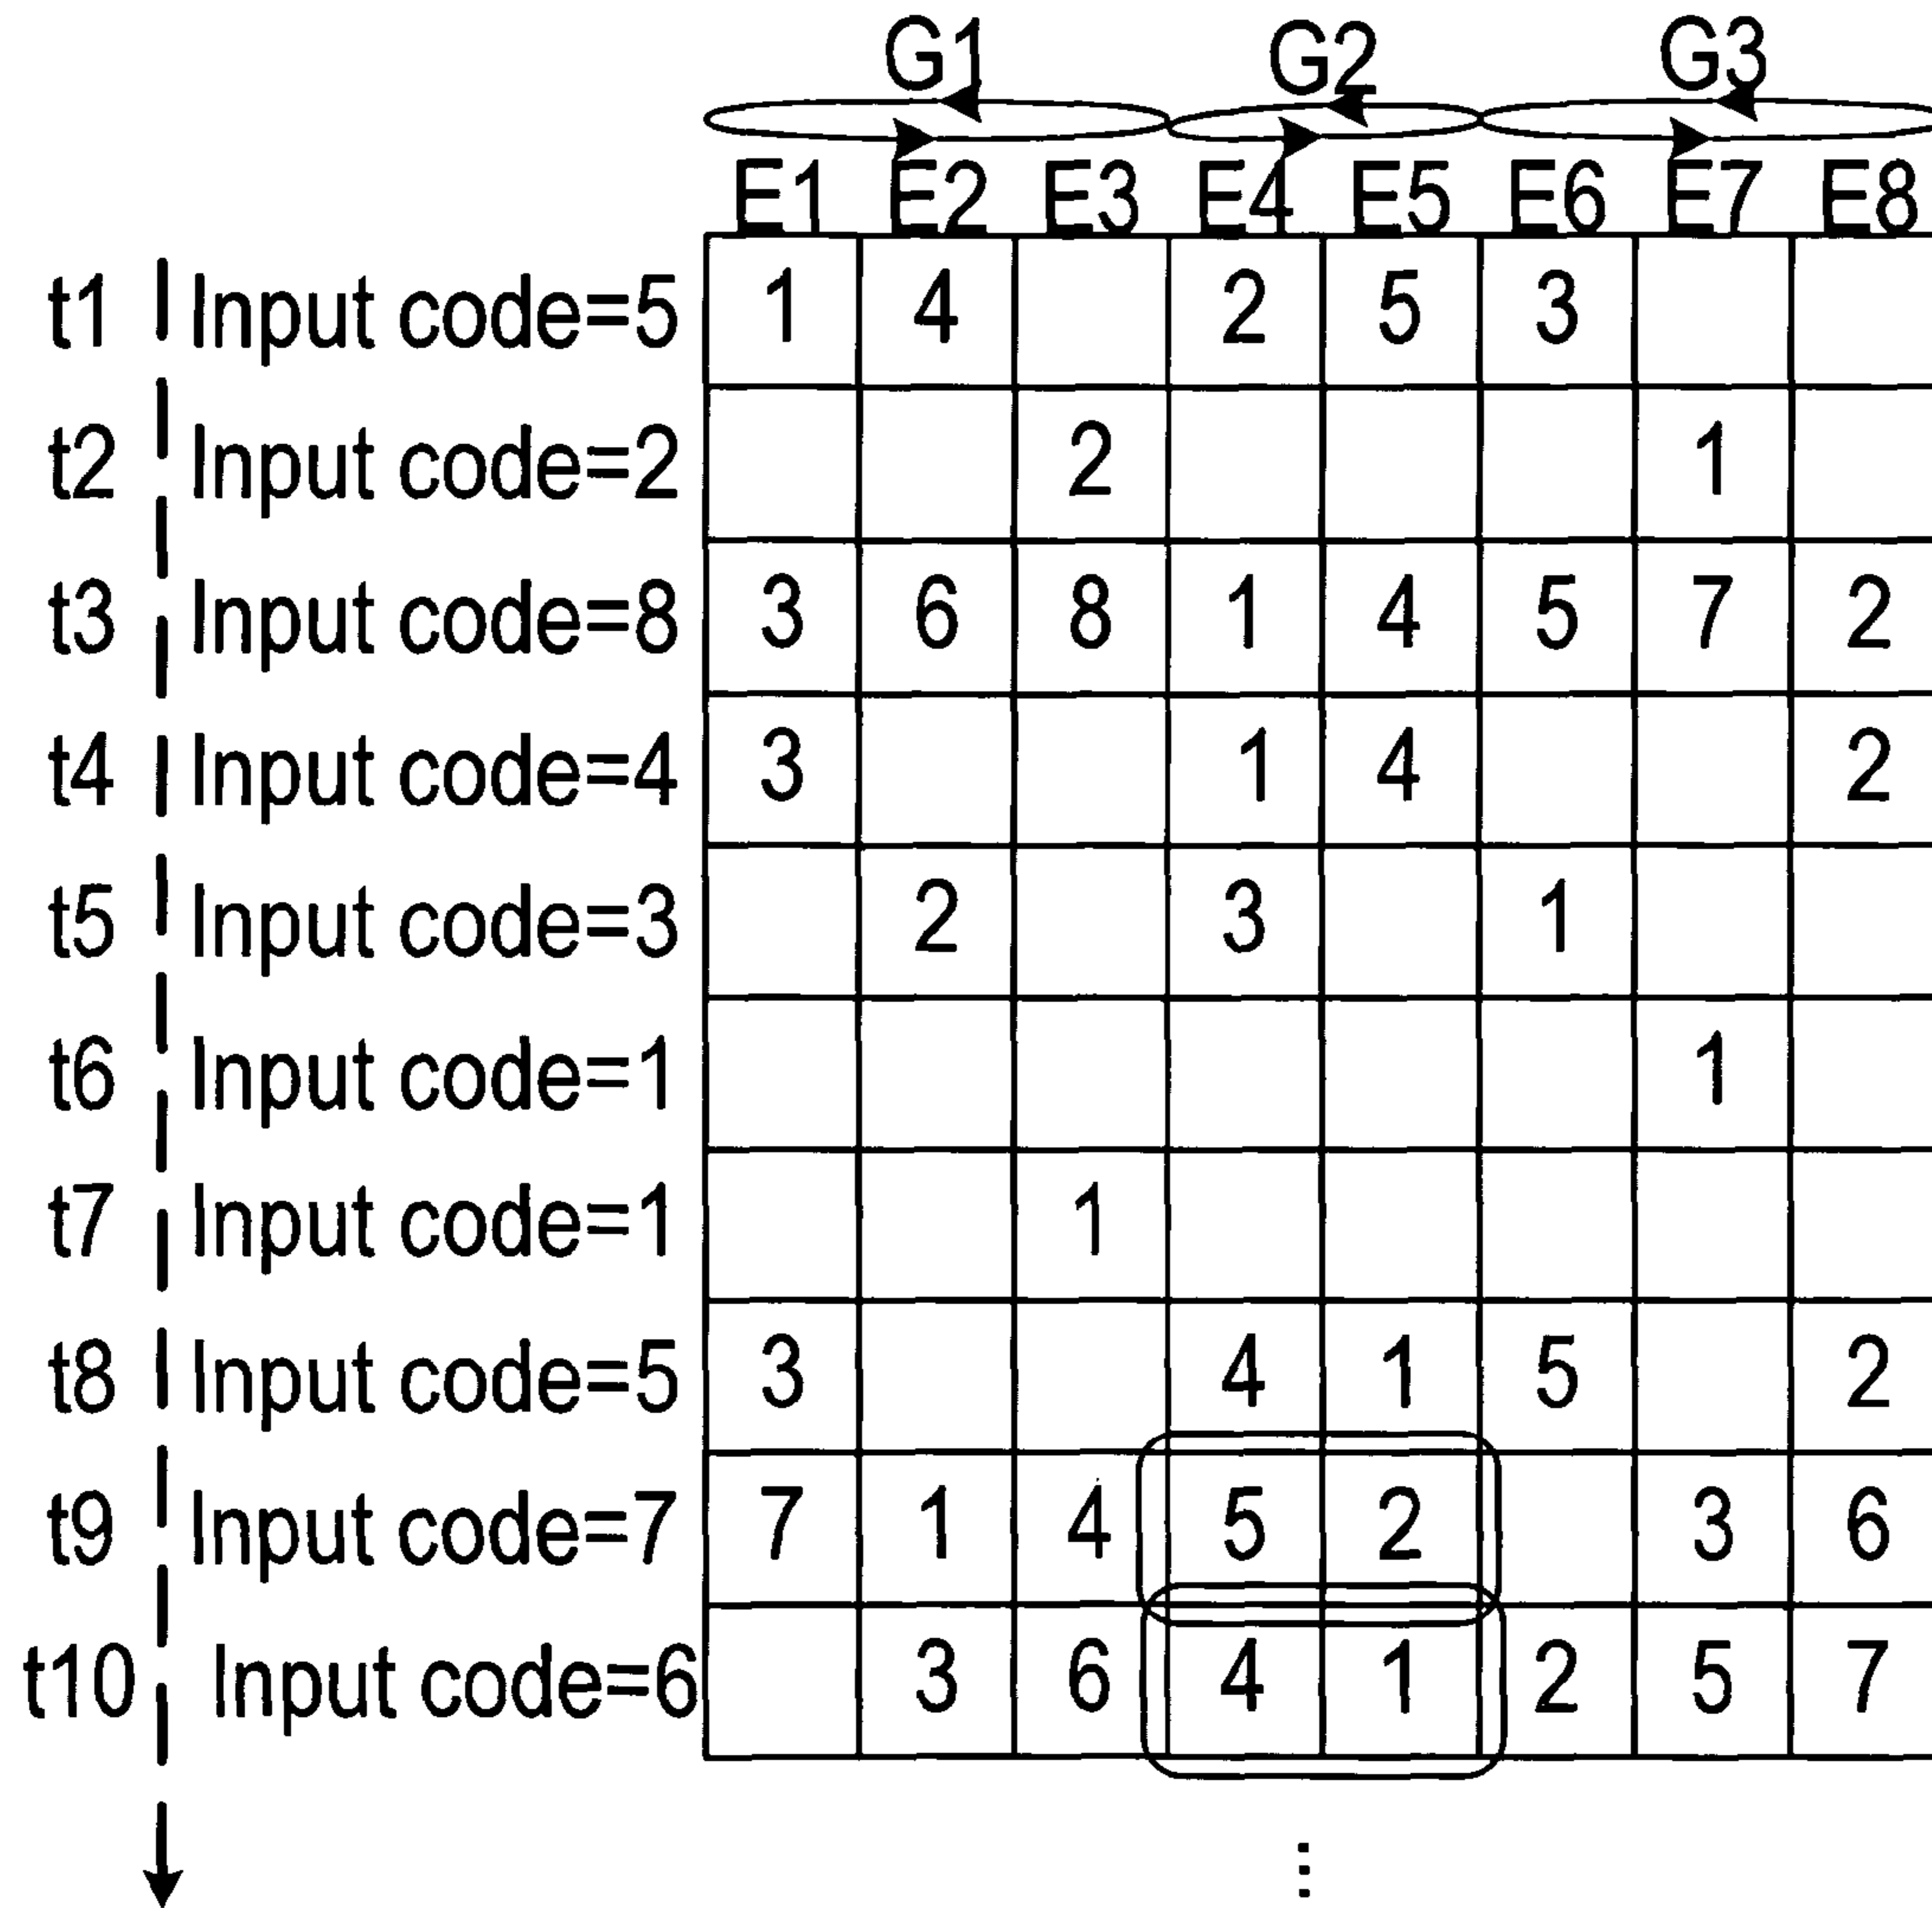 G1 G2 G3
E1 E2 E3 E4 E5 E6 E7 E8
t1 Input code=5 1 4 2 5 3
t2 Input code=2 2 1
t3 Input code=8 3 6 8 1 4 5 7 2
t4 Input code=4 3 1 4 2
t5 Input code=3 2 3 1
t6 Input code=1 1
t7 Input code=1 1
t8 Input code=5 3 4 1 5 2
t9 Input code=7 7 1 4 5 2 3 6
t10 Input code=6 3 6 4 1 2 5 7
⋮